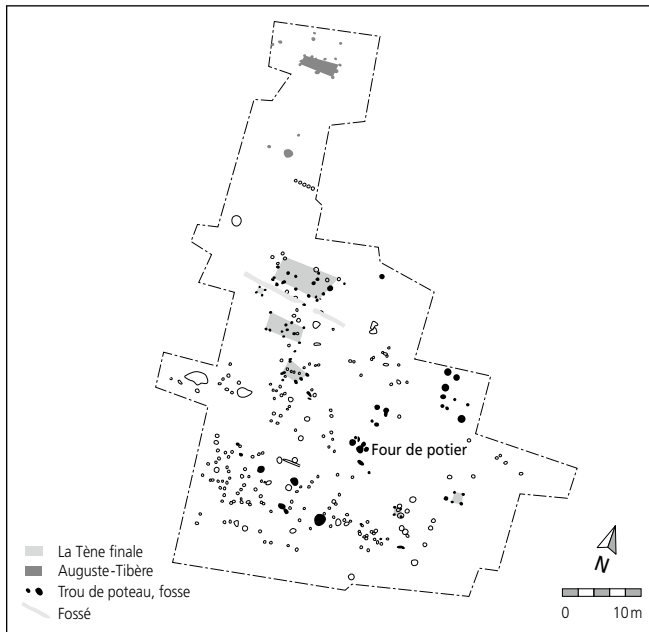 Four de potier
La Tène finale
Auguste-Tibère
Trou de poteau, fosse
Fossé
N
0 10 m